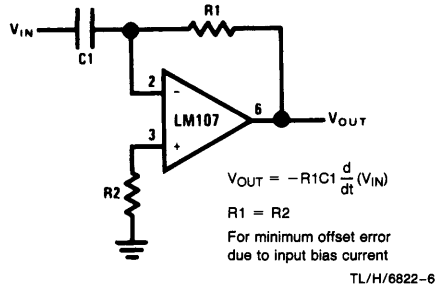 R1
V_IN
C1
2
−
6
LM107
V_OUT
3
+
R2
V_OUT = −R1C1 d/dt (V_IN)
R1 = R2
For minimum offset error
due to input bias current
TL/H/6822–6